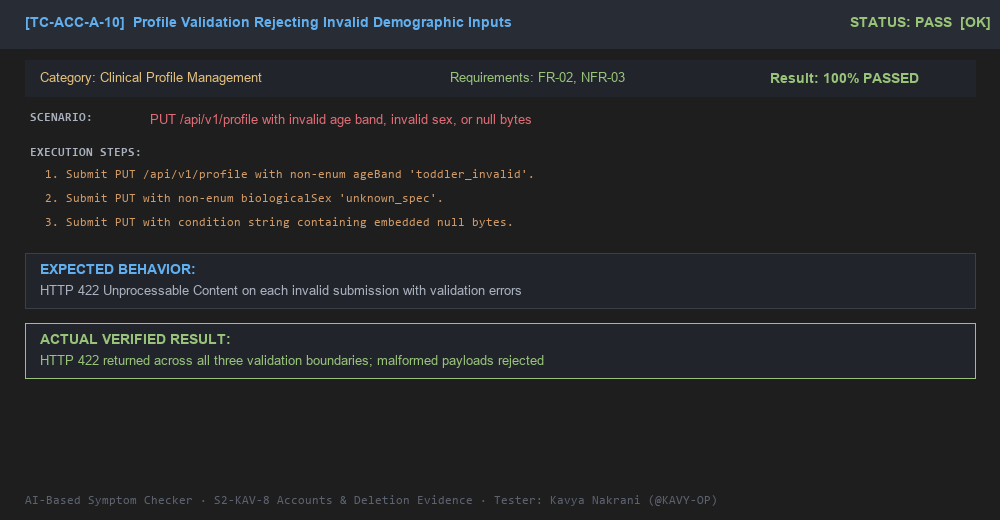 [TC-ACC-A-10] Profile Validation Rejecting Invalid Demographic Inputs STATUS: PASS [OK]
Category: Clinical Profile Management Requirements: FR-02, NFR-03 Result: 100% PASSED
SCENARIO: PUT /api/v1/profile with invalid age band, invalid sex, or null bytes
EXECUTION STEPS:
1. Submit PUT /api/v1/profile with non-enum ageBand 'toddler_invalid'.
2. Submit PUT with non-enum biologicalSex 'unknown_spec'.
3. Submit PUT with condition string containing embedded null bytes.
EXPECTED BEHAVIOR:
HTTP 422 Unprocessable Content on each invalid submission with validation errors
ACTUAL VERIFIED RESULT:
HTTP 422 returned across all three validation boundaries; malformed payloads rejected
AI-Based Symptom Checker · S2-KAV-8 Accounts & Deletion Evidence · Tester: Kavya Nakrani (@KAVY-OP)